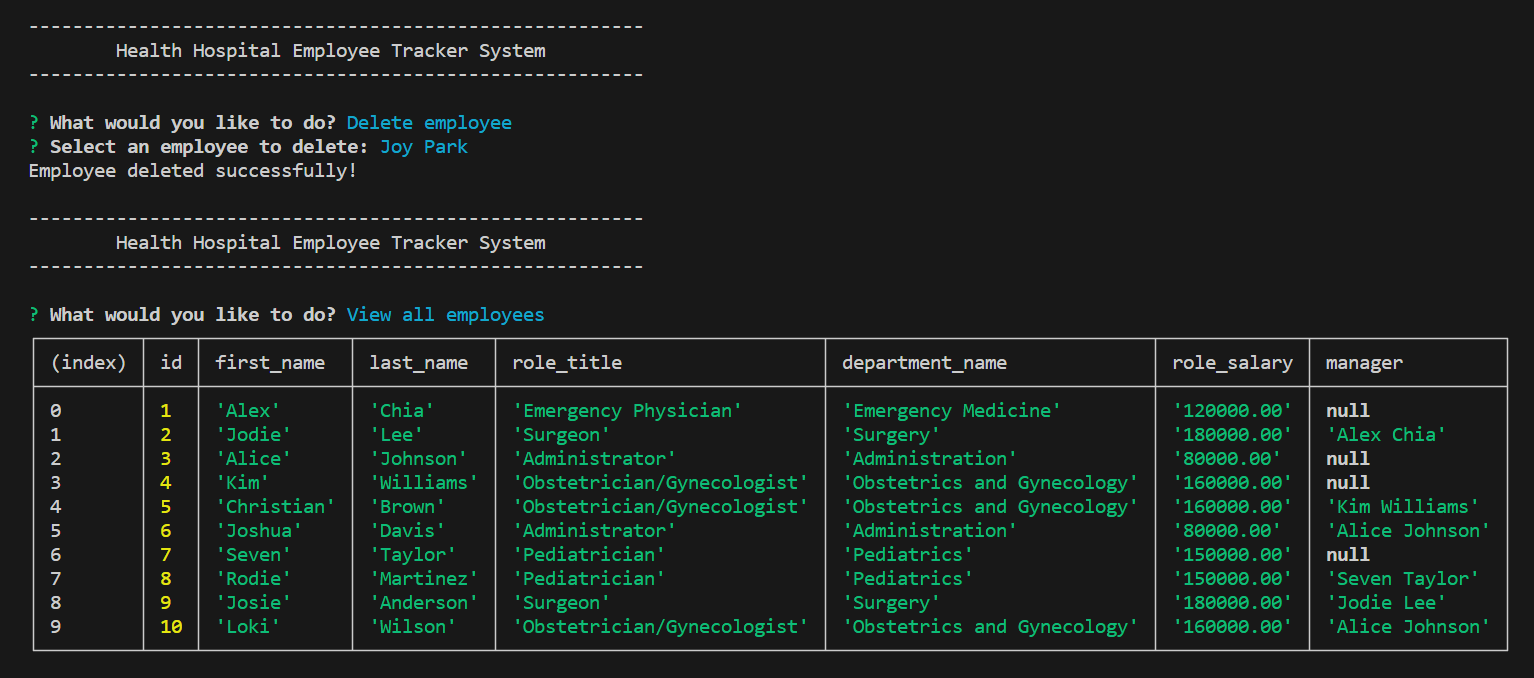 --------------------------------------------------------
Health Hospital Employee Tracker System
--------------------------------------------------------
? What would you like to do? Delete employee
? Select an employee to delete: Joy Park
Employee deleted successfully!
--------------------------------------------------------
Health Hospital Employee Tracker System
--------------------------------------------------------
? What would you like to do? View all employees
(index) id first_name last_name role_title department_name role_salary manager
0 1 'Alex' 'Chia' 'Emergency Physician' 'Emergency Medicine' '120000.00' null
1 2 'Jodie' 'Lee' 'Surgeon' 'Surgery' '180000.00' 'Alex Chia'
2 3 'Alice' 'Johnson' 'Administrator' 'Administration' '80000.00' null
3 4 'Kim' 'Williams' 'Obstetrician/Gynecologist' 'Obstetrics and Gynecology' '160000.00' null
4 5 'Christian' 'Brown' 'Obstetrician/Gynecologist' 'Obstetrics and Gynecology' '160000.00' 'Kim Williams'
5 6 'Joshua' 'Davis' 'Administrator' 'Administration' '80000.00' 'Alice Johnson'
6 7 'Seven' 'Taylor' 'Pediatrician' 'Pediatrics' '150000.00' null
7 8 'Rodie' 'Martinez' 'Pediatrician' 'Pediatrics' '150000.00' 'Seven Taylor'
8 9 'Josie' 'Anderson' 'Surgeon' 'Surgery' '180000.00' 'Jodie Lee'
9 10 'Loki' 'Wilson' 'Obstetrician/Gynecologist' 'Obstetrics and Gynecology' '160000.00' 'Alice Johnson'